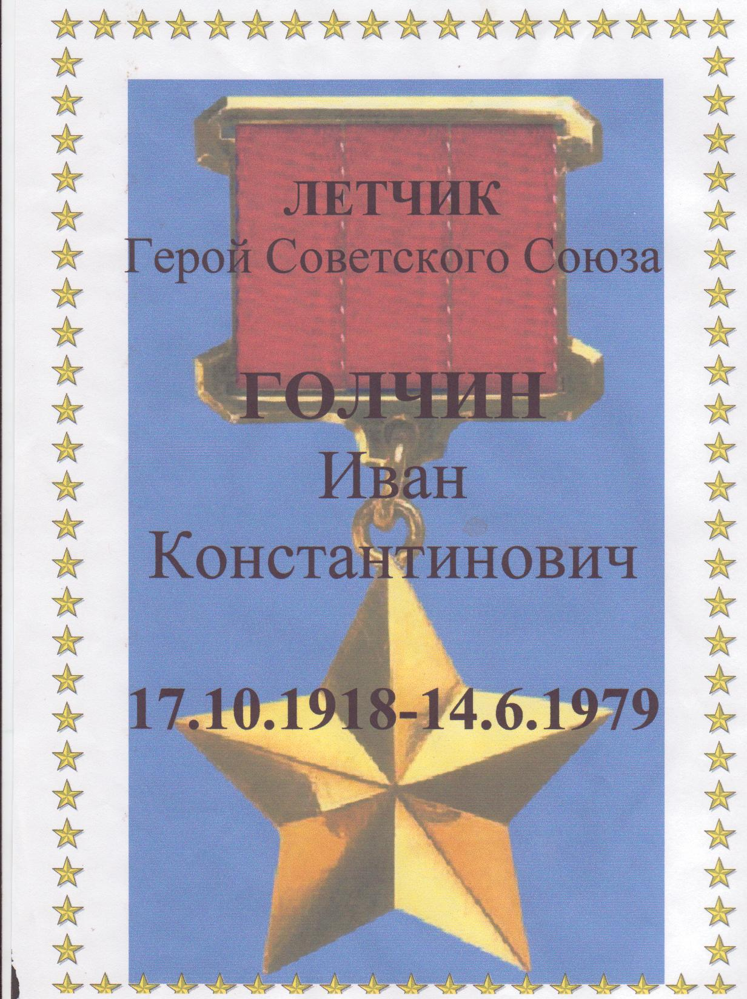 ЛЕТЧИК
Герой Советского Союза
ГОЛЧИН
Иван
Константинович
17.10.1918-14.6.1979